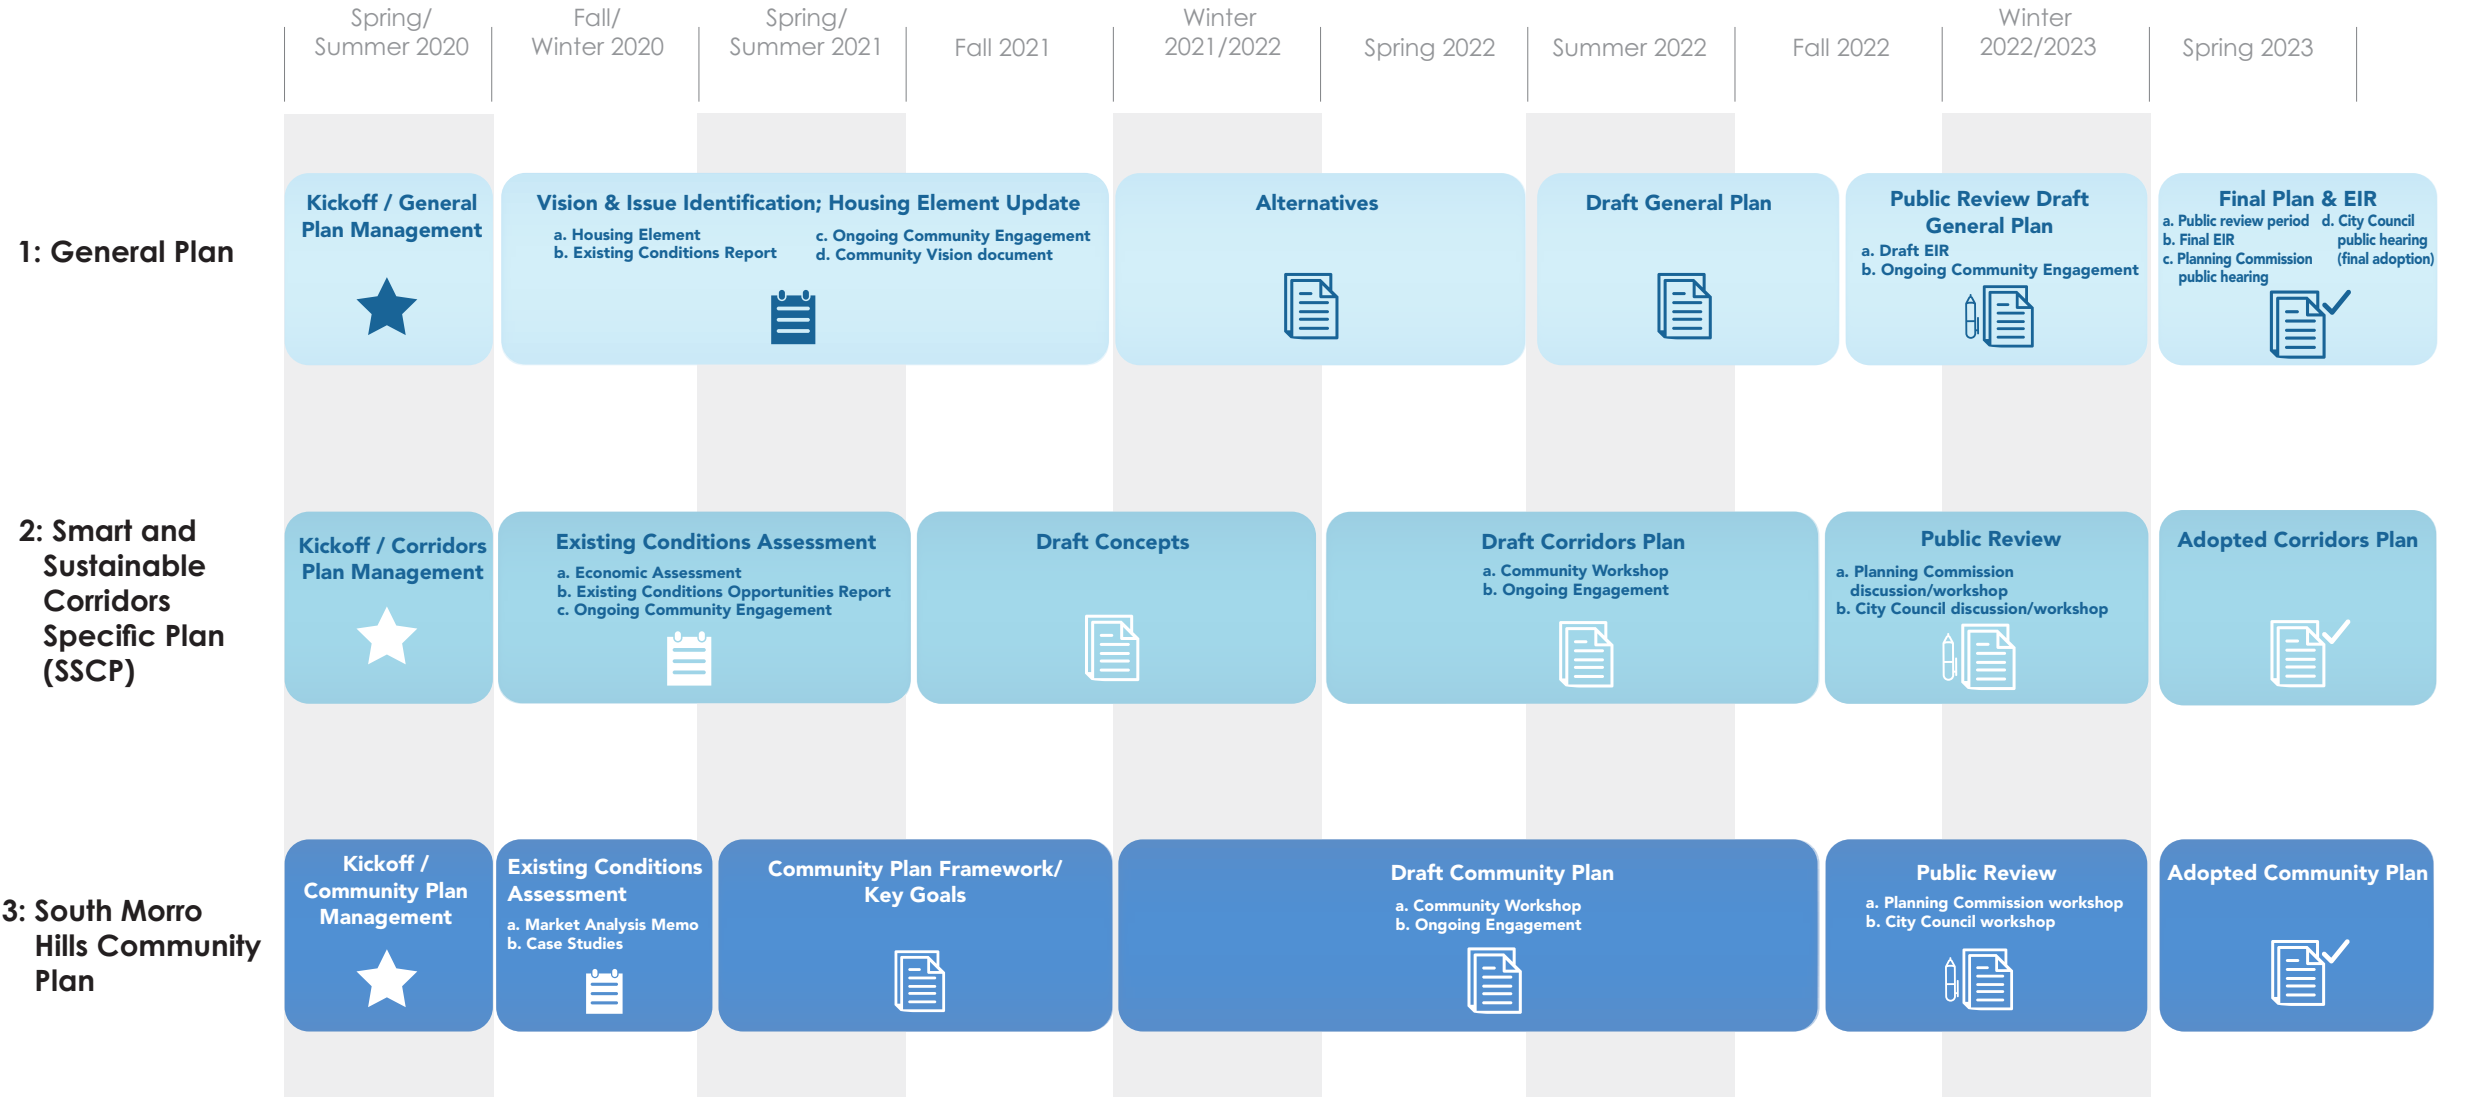 Spring/
Summer 2020
Fall/
Winter 2020
Spring/
Summer 2021
Fall 2021
Winter
2021/2022
Spring 2022
Summer 2022
Fall 2022
Winter
2022/2023
Spring 2023
1: General Plan
Kickoff / General
Plan Management
Vision & Issue Identification; Housing Element Update
a. Housing Element
b. Existing Conditions Report
c. Ongoing Community Engagement
d. Community Vision document
Alternatives
Draft General Plan
Public Review Draft
General Plan
a. Draft EIR
b. Ongoing Community Engagement
Final Plan & EIR
a. Public review period
b. Final EIR
c. Planning Commission
public hearing
d. City Council
public hearing
(final adoption)
2: Smart and
Sustainable
Corridors
Specific Plan
(SSCP)
Kickoff / Corridors
Plan Management
Existing Conditions Assessment
a. Economic Assessment
b. Existing Conditions Opportunities Report
c. Ongoing Community Engagement
Draft Concepts
Draft Corridors Plan
a. Community Workshop
b. Ongoing Engagement
Public Review
a. Planning Commission
discussion/workshop
b. City Council discussion/workshop
Adopted Corridors Plan
3: South Morro
Hills Community
Plan
Kickoff /
Community Plan
Management
Existing Conditions
Assessment
a. Market Analysis Memo
b. Case Studies
Community Plan Framework/
Key Goals
Draft Community Plan
a. Community Workshop
b. Ongoing Engagement
Public Review
a. Planning Commission workshop
b. City Council workshop
Adopted Community Plan